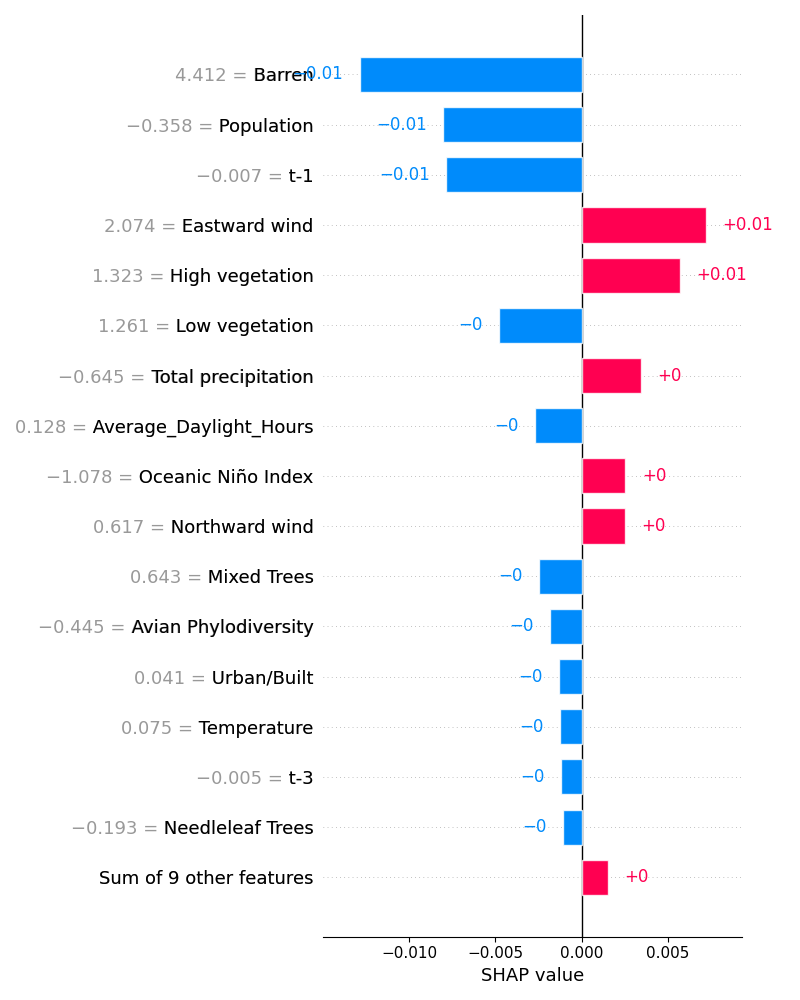 4.412 = Barren −0.01
−0.358 = Population −0.01
−0.007 = t-1 −0.01
2.074 = Eastward wind +0.01
1.323 = High vegetation +0.01
1.261 = Low vegetation −0
−0.645 = Total precipitation +0
0.128 = Average_Daylight_Hours −0
−1.078 = Oceanic Niño Index +0
0.617 = Northward wind +0
0.643 = Mixed Trees −0
−0.445 = Avian Phylodiversity −0
0.041 = Urban/Built −0
0.075 = Temperature −0
−0.005 = t-3 −0
−0.193 = Needleleaf Trees −0
Sum of 9 other features +0
−0.010 −0.005 0.000 0.005
SHAP value